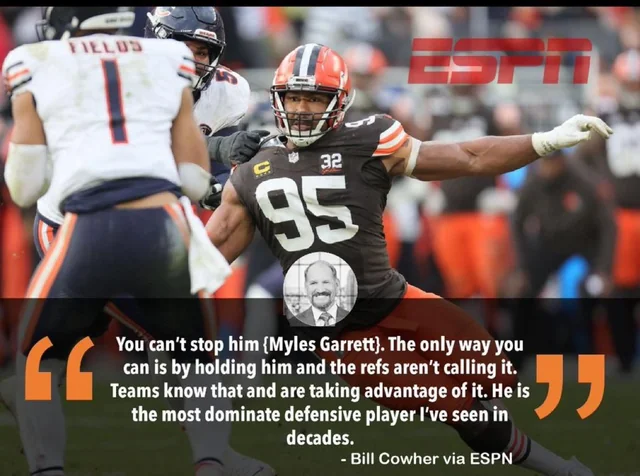 FIELDS
1
ESPN
32
95
C
95
You can’t stop him {Myles Garrett}. The only way you
can is by holding him and the refs aren’t calling it.
Teams know that and are taking advantage of it. He is
the most dominate defensive player I’ve seen in
decades.
- Bill Cowher via ESPN